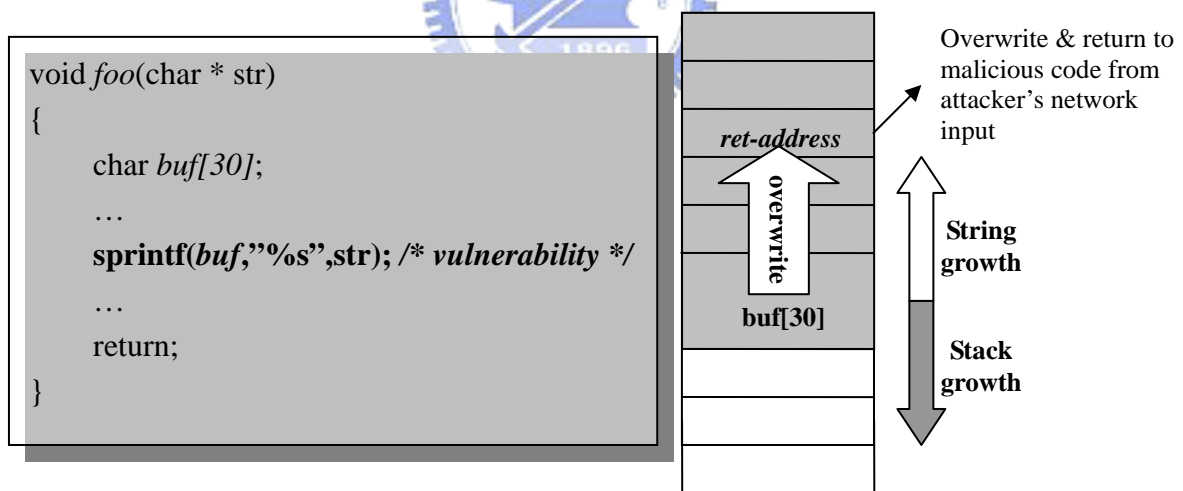 1896
void foo(char * str)
{
char buf[30];
…
sprintf(buf,”%s”,str); /* vulnerability */
…
return;
}
ret-address
overwrite
buf[30]
Overwrite & return to
malicious code from
attacker’s network
input
String
growth
Stack
growth